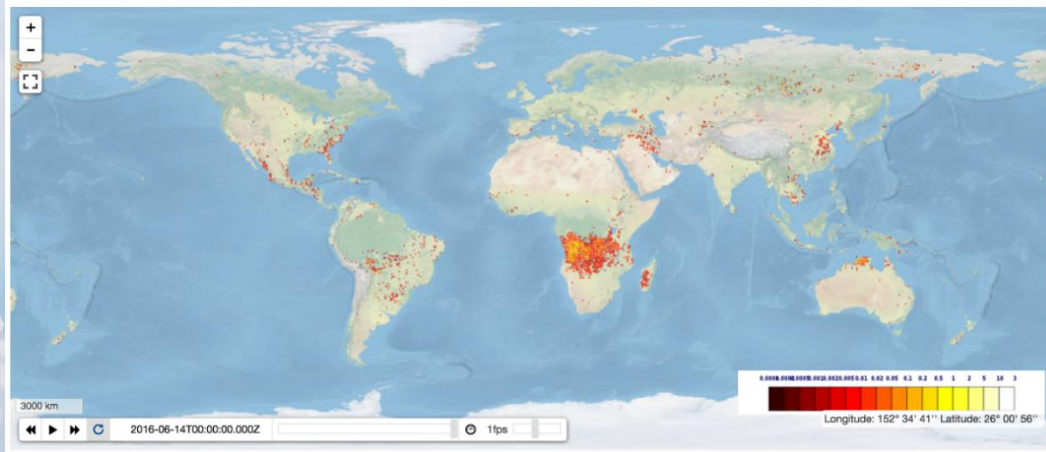 +
−
3000 km
0.01 0.02 0.05 0.1 0.2 0.5 1 2 5 10 3
Longitude: 152° 34' 41'' Latitude: 26° 00' 56''
2016-06-14T00:00:00.000Z
1fps